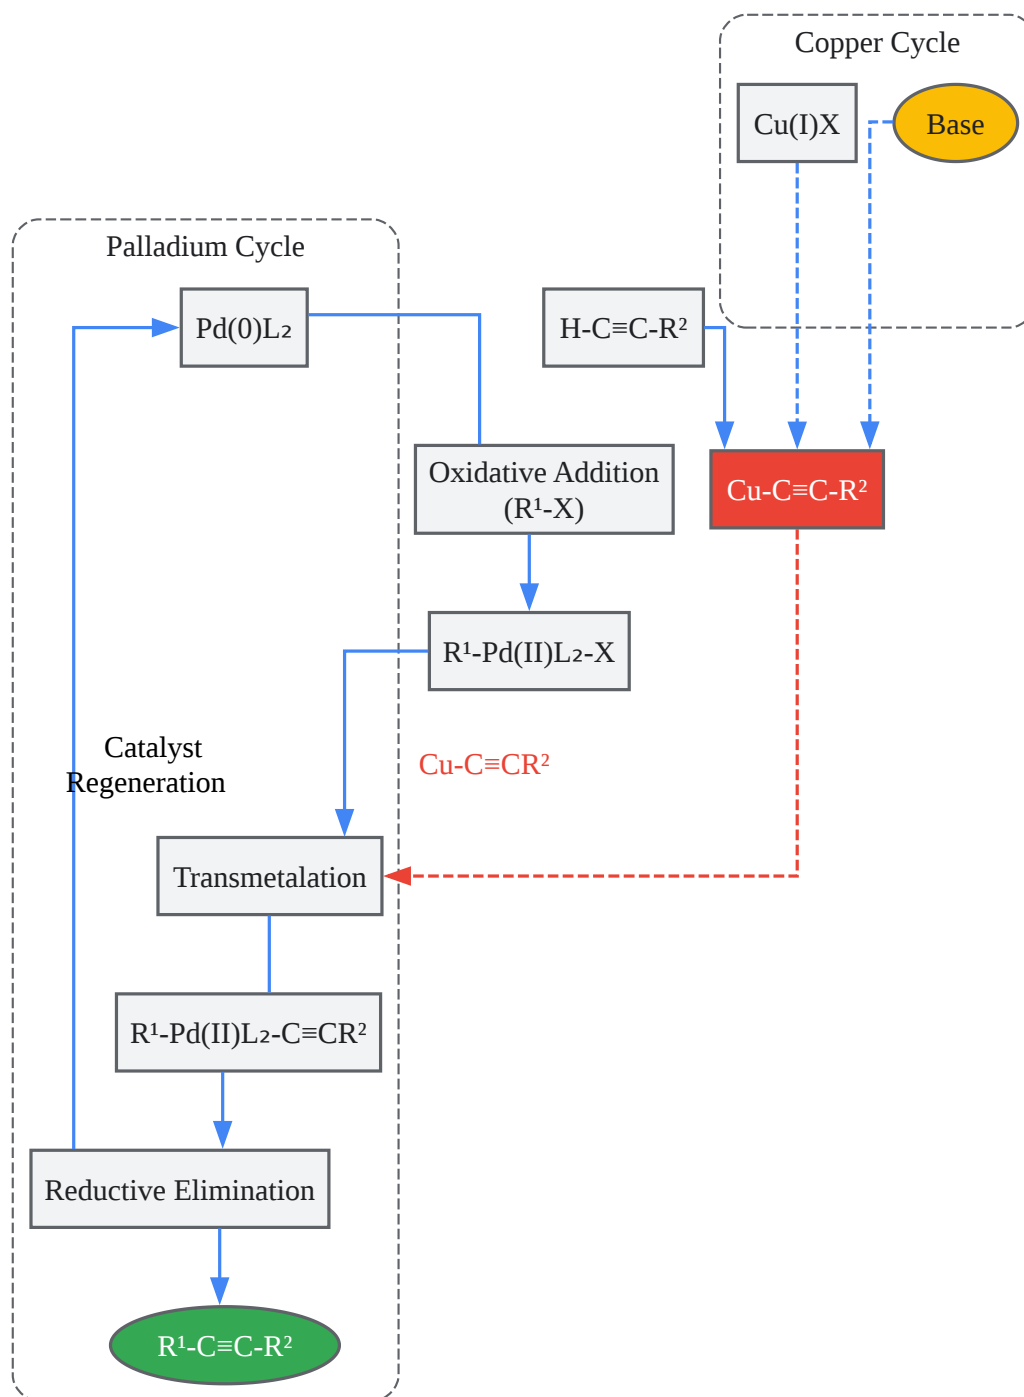 Copper Cycle
Cu(I)X
Base
Palladium Cycle
Pd(0)L₂
H-C≡C-R²
Oxidative Addition
(R¹-X)
Cu-C≡C-R²
R¹-Pd(II)L₂-X
Catalyst
Regeneration
Cu-C≡CR²
Transmetalation
R¹-Pd(II)L₂-C≡CR²
Reductive Elimination
R¹-C≡C-R²